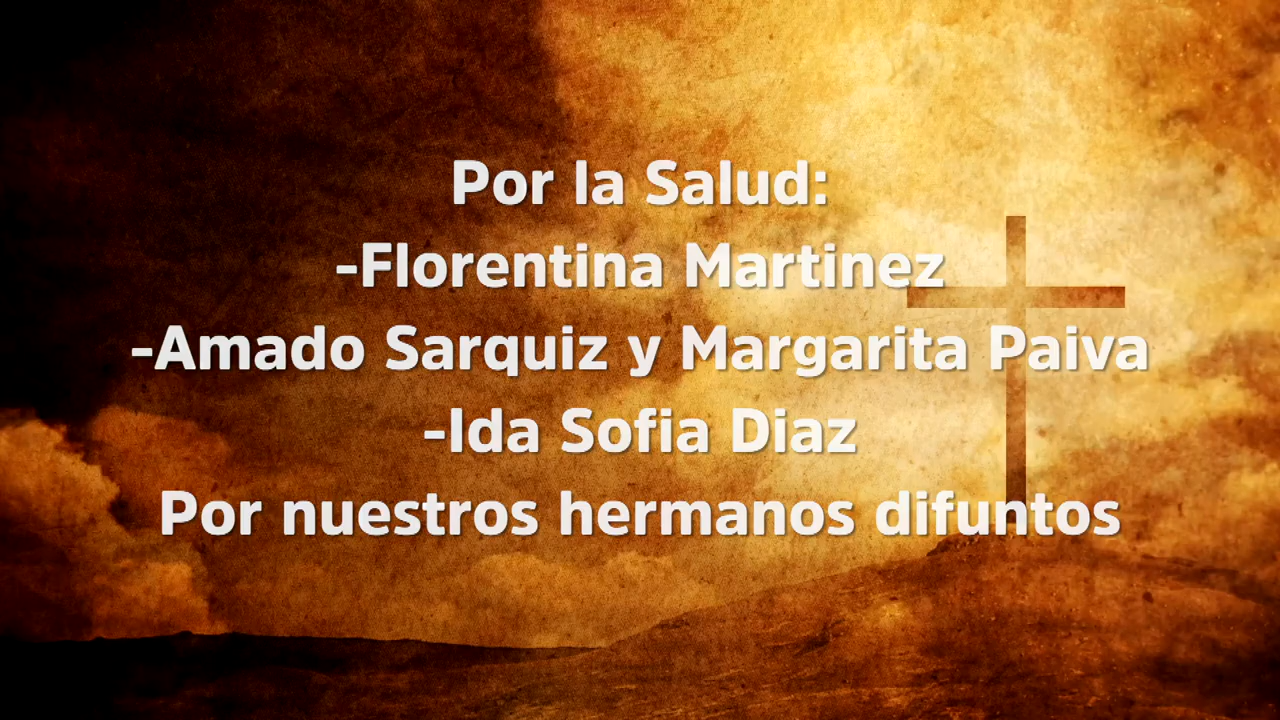 Por la Salud:
-Florentina Martinez
-Amado Sarquiz y Margarita Paiva
-Ida Sofia Diaz
Por nuestros hermanos difuntos